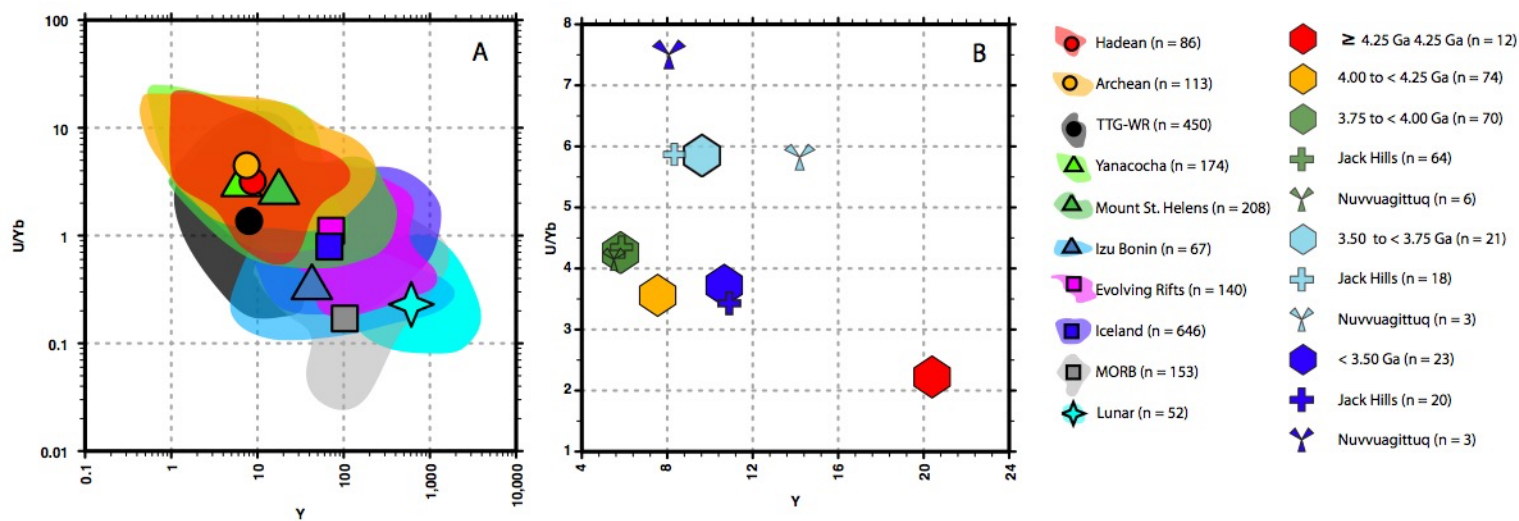 A
U/Yb
100
10
1
0.1
0.01
0.1
1
10
100
1,000
10,000
Y
B
U/Yb
8
7
6
5
4
3
2
1
4
8
12
16
20
24
Y
Hadean (n = 86)
Archean (n = 113)
TTG-WR (n = 450)
Yanacocha (n = 174)
Mount St. Helens (n = 208)
Izu Bonin (n = 67)
Evolving Rifts (n = 140)
Iceland (n = 646)
MORB (n = 153)
Lunar (n = 52)
≥ 4.25 Ga 4.25 Ga (n = 12)
4.00 to < 4.25 Ga (n = 74)
3.75 to < 4.00 Ga (n = 70)
Jack Hills (n = 64)
Nuvvuagittuq (n = 6)
3.50 to < 3.75 Ga (n = 21)
Jack Hills (n = 18)
Nuvvuagittuq (n = 3)
< 3.50 Ga (n = 23)
Jack Hills (n = 20)
Nuvvuagittuq (n = 3)